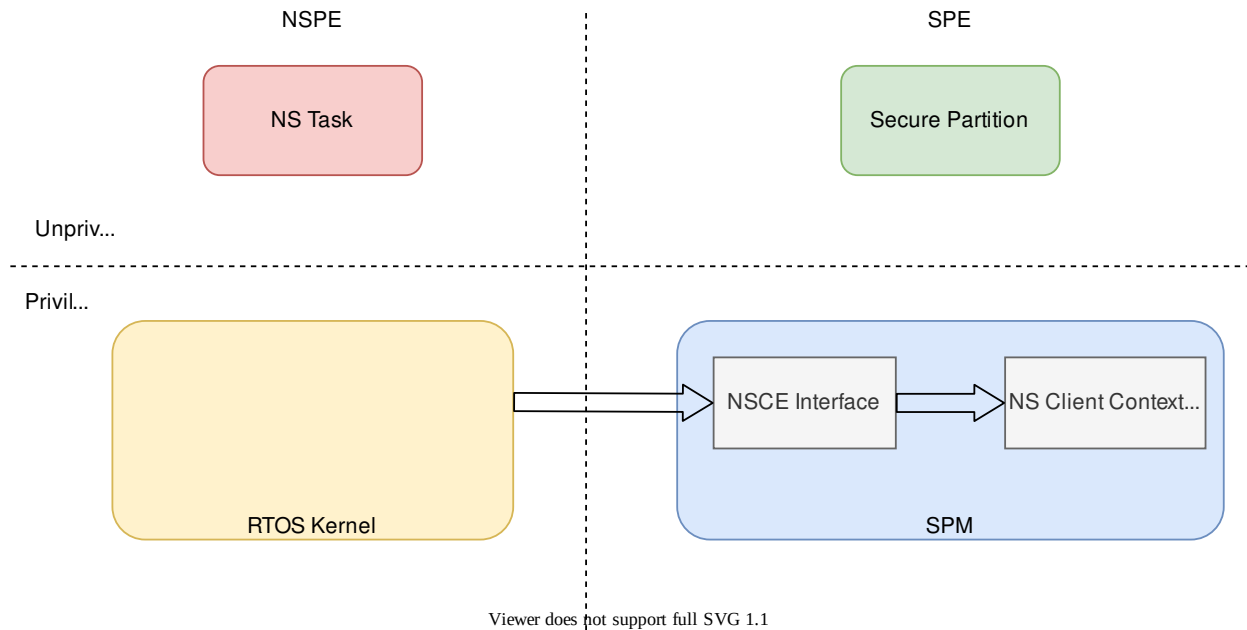 NSPE
SPE
NS Task
Secure Partition
Unpriv...
Privil...
NSCE Interface
NS Client Context...
RTOS Kernel
SPM
Viewer does not support full SVG 1.1